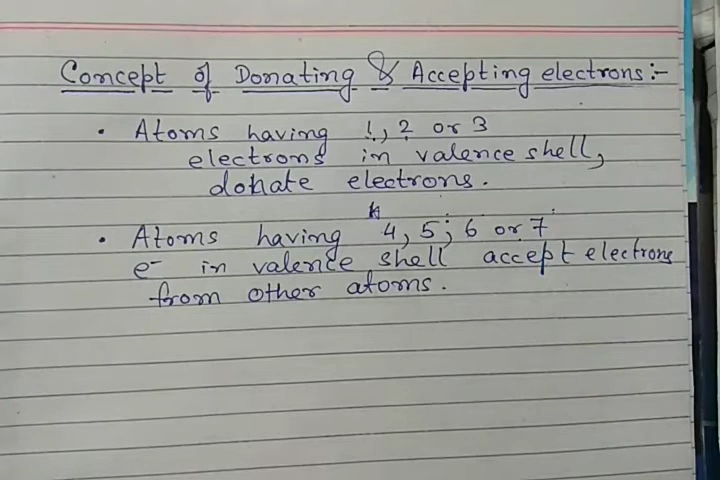 Concept of Donating & Accepting electrons:-
• Atoms having 1, 2 or 3
electrons in valence shell,
donate electrons.
• Atoms having 4, 5, 6 or 7
e⁻ in valence shell accept electrons
from other atoms.